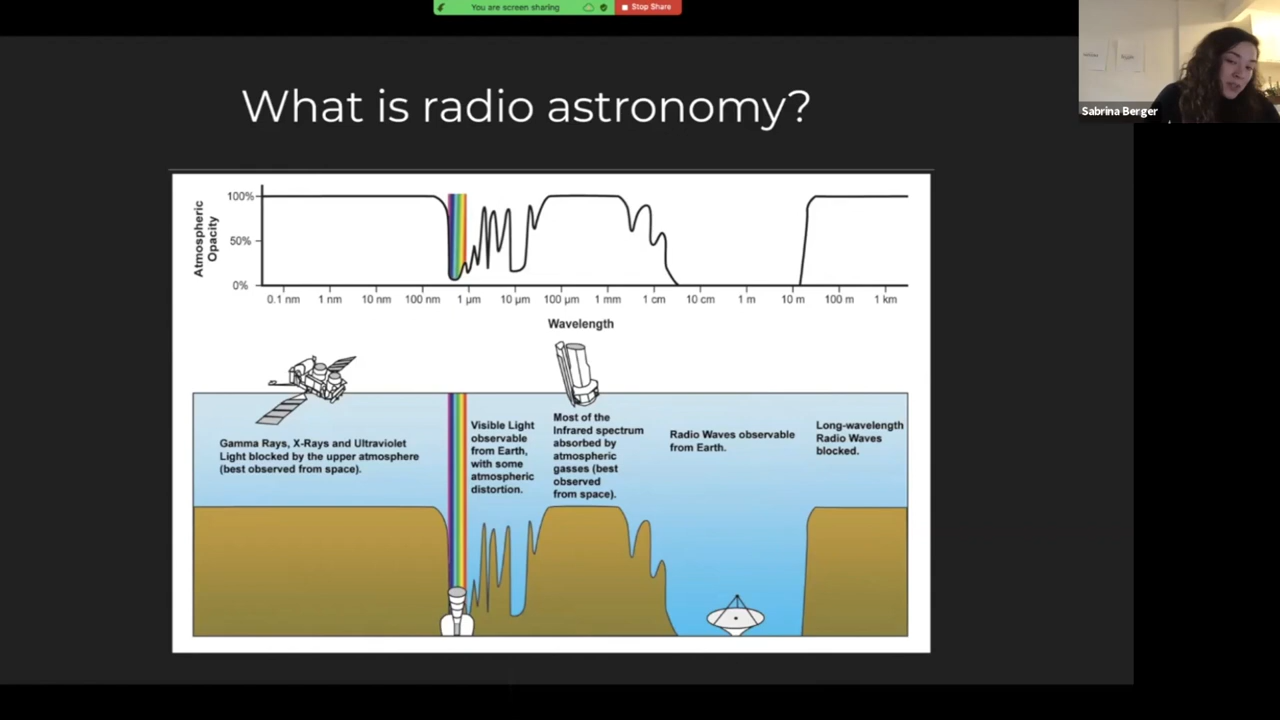 You are screen sharing
Stop Share
Sabrina Berger
What is radio astronomy?
Atmospheric
Opacity
100%
50%
0%
0.1 nm 1 nm 10 nm 100 nm 1 µm 10 µm 100 µm 1 mm 1 cm 10 cm 1 m 10 m 100 m 1 km
Wavelength
Gamma Rays, X-Rays and Ultraviolet
Light blocked by the upper atmosphere
(best observed from space).
Visible Light
observable
from Earth,
with some
atmospheric
distortion.
Most of the
Infrared spectrum
absorbed by
atmospheric
gasses (best
observed
from space).
Radio Waves observable
from Earth.
Long-wavelength
Radio Waves
blocked.